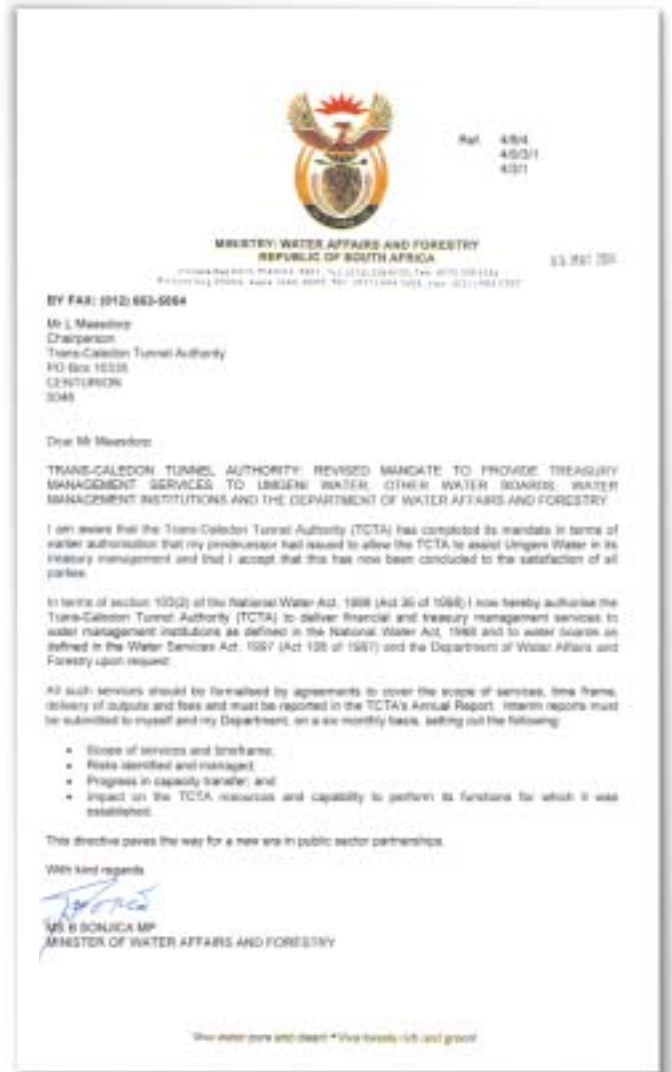 Ref.
MINISTRY: WATER AFFAIRS AND FORESTRY
REPUBLIC OF SOUTH AFRICA
BY FAX: (012) 663-5064
Mr L Maasdorp
Chairperson
Trans-Caledon Tunnel Authority
PO Box 10335
CENTURION
0046
Dear Mr Maasdorp
TRANS-CALEDON TUNNEL AUTHORITY: REVISED MANDATE TO PROVIDE TREASURY
MANAGEMENT SERVICES TO UMGENI WATER, OTHER WATER BOARDS, WATER
MANAGEMENT INSTITUTIONS AND THE DEPARTMENT OF WATER AFFAIRS AND FORESTRY
I am aware that the Trans-Caledon Tunnel Authority (TCTA) has completed its mandate in terms of
earlier authorisation that my predecessor had issued to allow the TCTA to assist Umgeni Water in its
treasury management and that I accept that this has now been concluded to the satisfaction of all
parties.
In terms of section 103(2) of the National Water Act, 1998 (Act 36 of 1998) I now hereby authorise the
Trans-Caledon Tunnel Authority (TCTA) to deliver financial and treasury management services to
water management institutions as defined in the National Water Act, 1998 and to water boards as
defined in the Water Services Act, 1997 (Act 108 of 1997) and the Department of Water Affairs and
Forestry upon request.
All such services should be formalised by agreements to cover the scope of services, time frame,
delivery of outputs and fees and must be reported in the TCTA's Annual Report. Interim reports must
be submitted to myself and my Department, on a six monthly basis, setting out the following:
• Scope of services and timeframe;
• Risks identified and managed;
• Progress in capacity transfer; and
• Impact on the TCTA resources and capability to perform its functions for which it was
established.
This directive paves the way for a new era in public sector partnerships.
With kind regards
MS B SONJICA MP
MINISTER OF WATER AFFAIRS AND FORESTRY